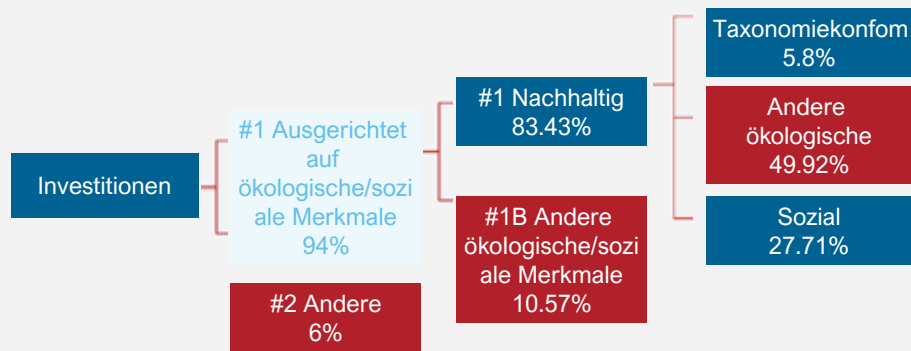 Investitionen
#1 Ausgerichtet
auf
ökologische/sozi
ale Merkmale
94%
#2 Andere
6%
#1 Nachhaltig
83.43%
#1B Andere
ökologische/sozi
ale Merkmale
10.57%
Taxonomiekonfom
5.8%
Andere
ökologische
49.92%
Sozial
27.71%